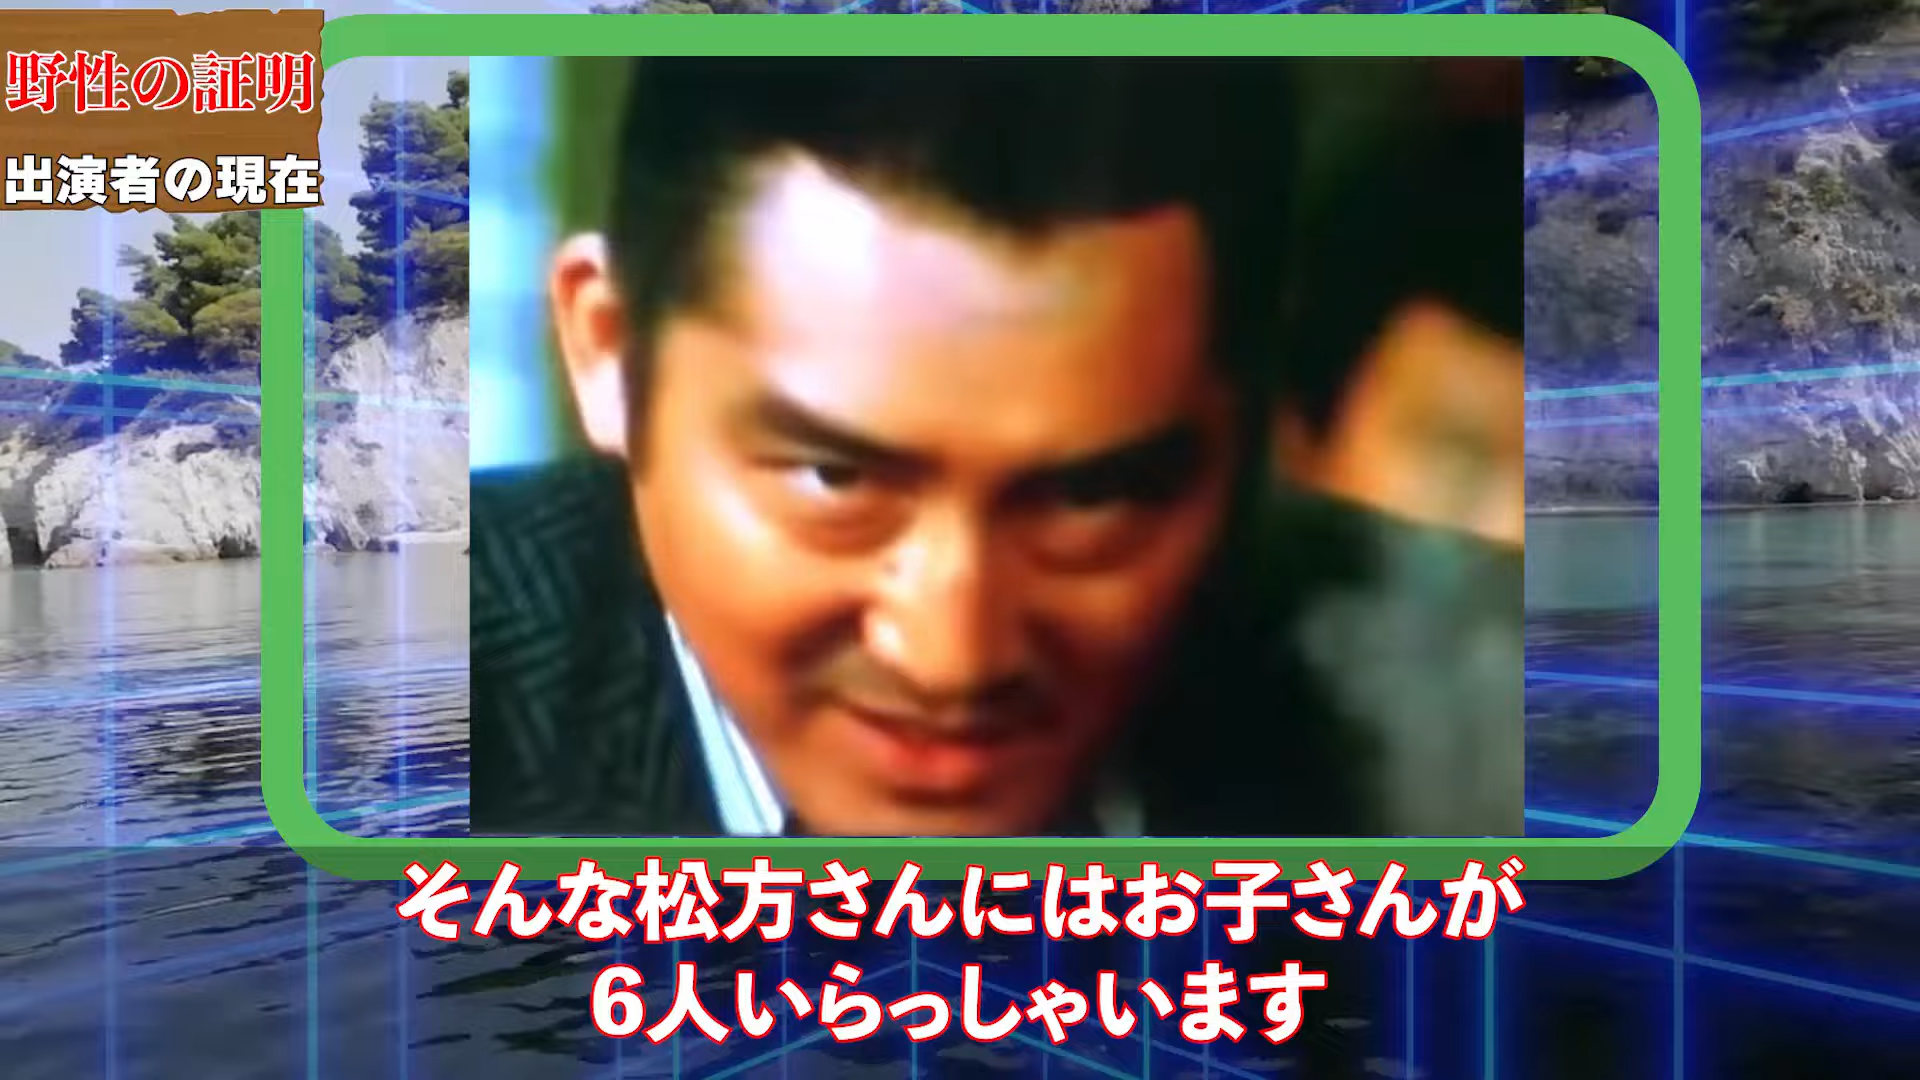 野性の証明
出演者の現在
そんな松方さんにはお子さんが
6人いらっしゃいます